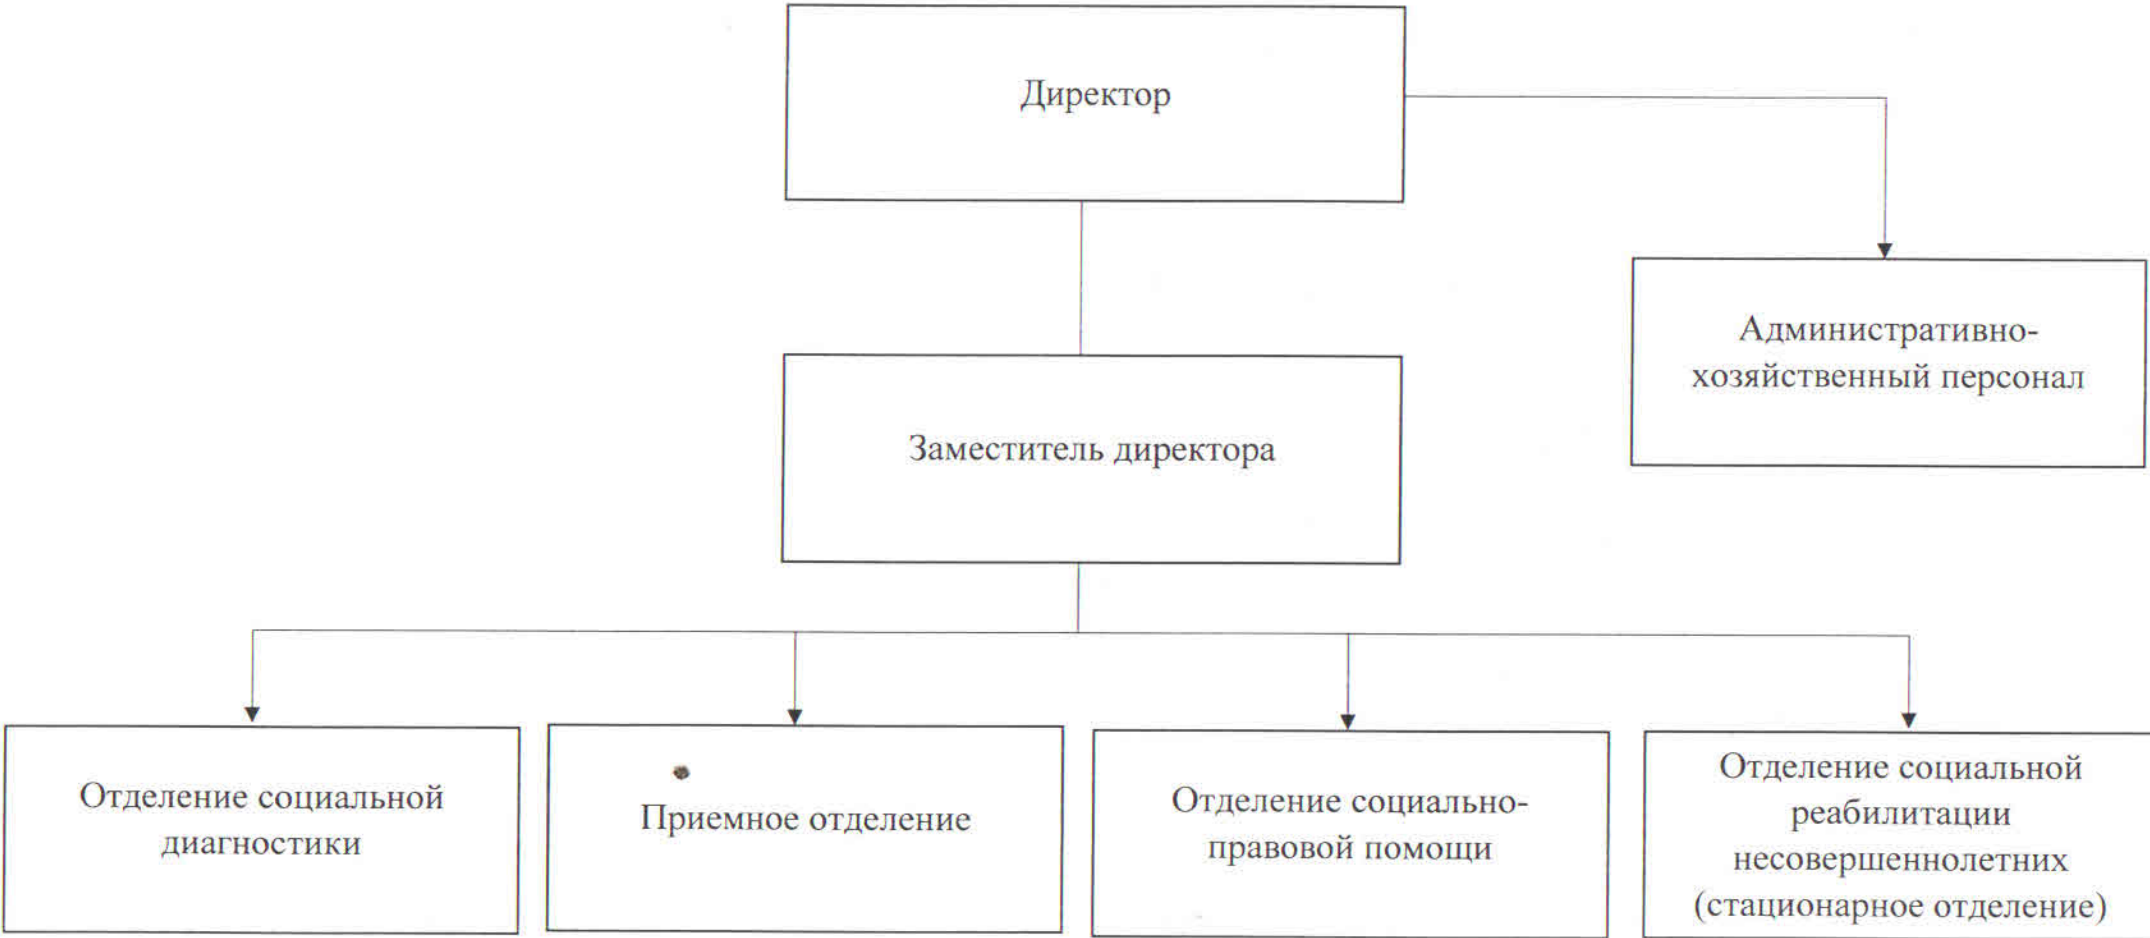 Директор
Административно-
хозяйственный персонал
Заместитель директора
Отделение социальной
диагностики
Приемное отделение
Отделение социально-
правовой помощи
Отделение социальной
реабилитации
несовершеннолетних
(стационарное отделение)